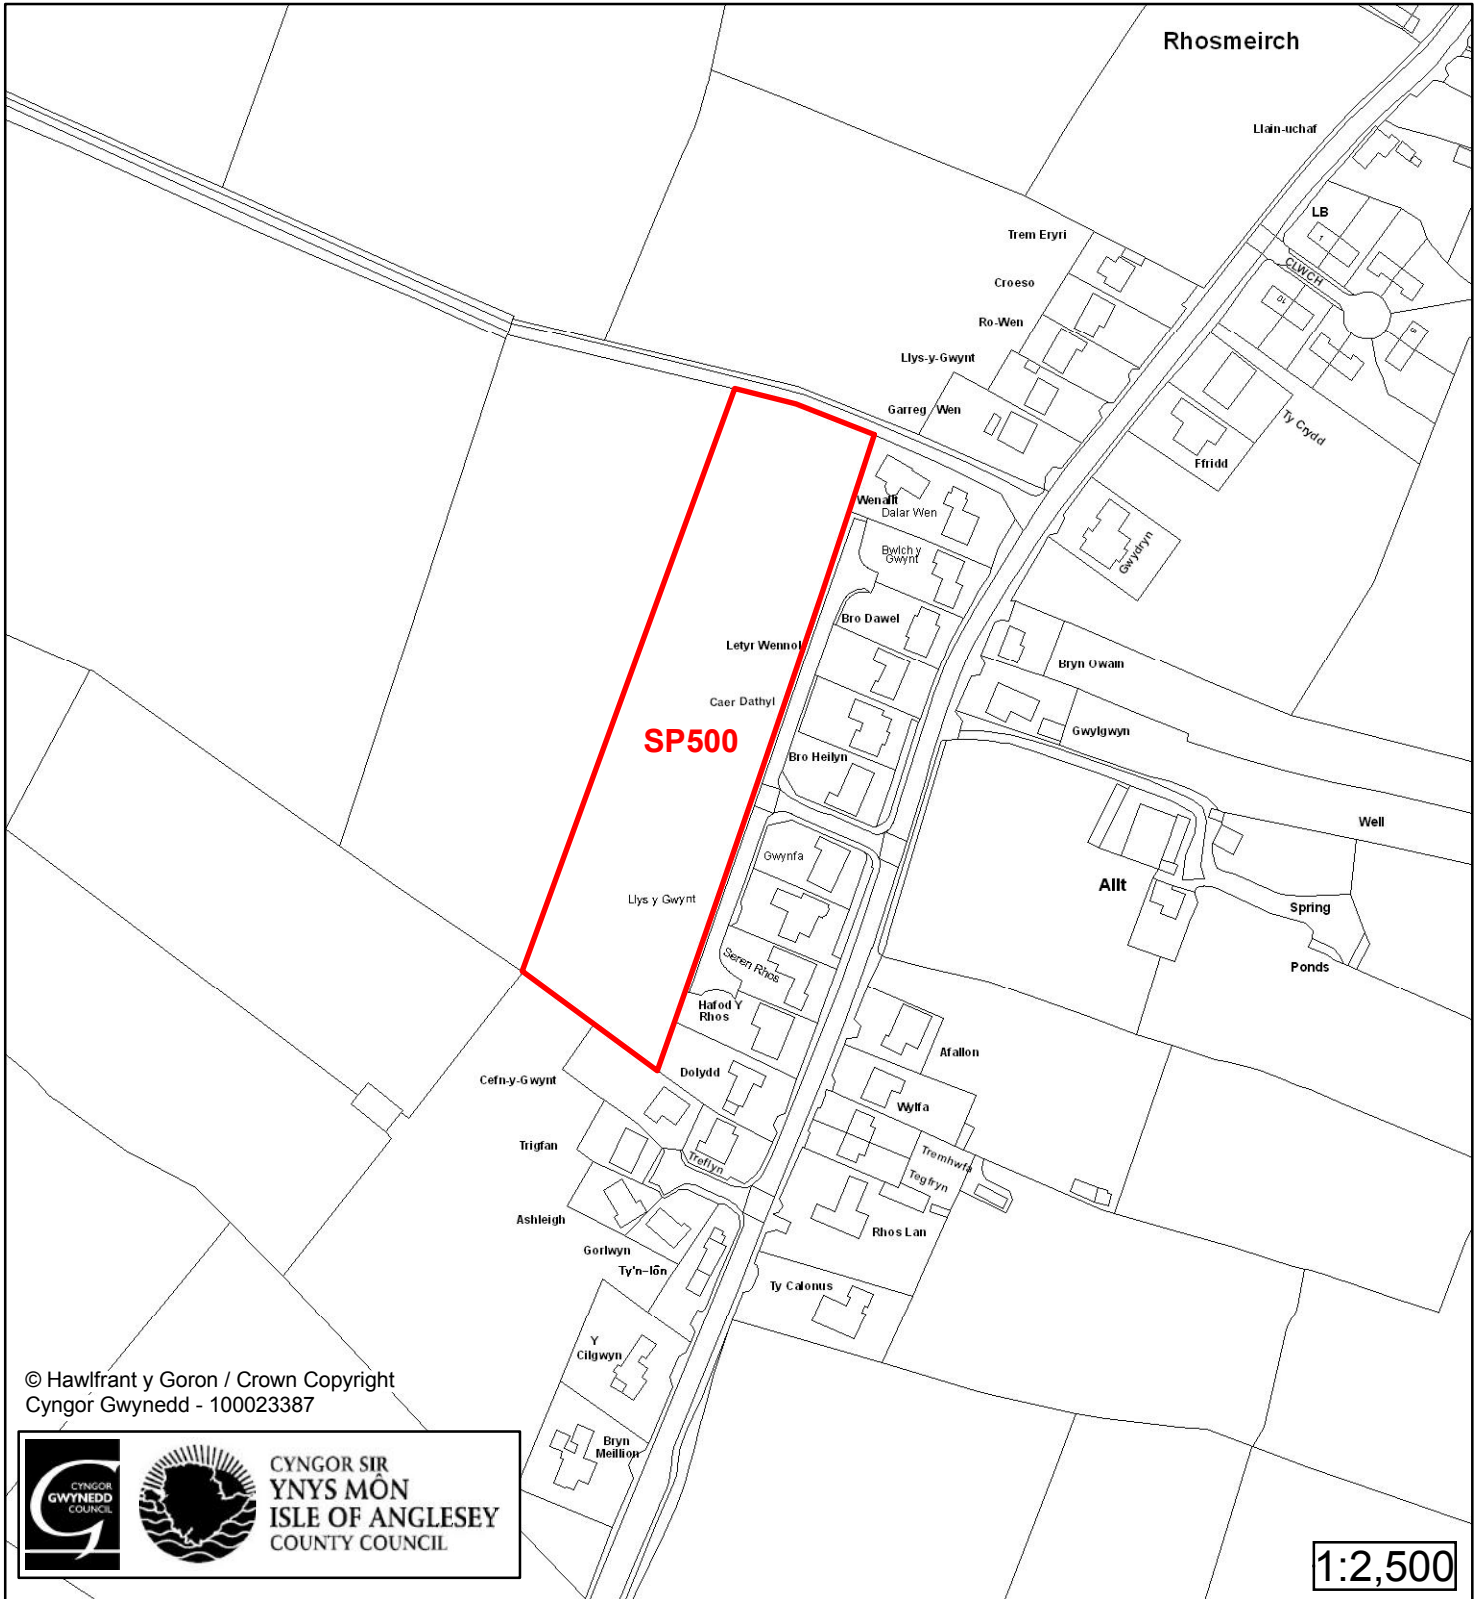 Rhosmeirch
Llain-uchaf
LB
1
CLWCH
10
Trem Eryri
Croeso
Ro-Wen
Llys-y-Gwynt
Garreg Wen
Ty Crydd
Ffridd
Wenallt
Dalar Wen
Bwlch y
Gwynt
Gwydryn
Bro Dawel
Letyr Wennol
Bryn Owain
Caer Dathyl
SP500
Gwylgwyn
Bro Heilyn
Well
Gwynfa
Allt
Llys y Gwynt
Spring
Seren Rhos
Ponds
Hafod Y
Rhos
Afallon
Cefn-y-Gwynt
Dolydd
Wylfa
Trigfan
Treflyn
Tremhwfa
Tegfryn
Ashleigh
Rhos Lan
Gorlwyn
Ty'n-lôn
Ty Calonus
Y
Cilgwyn
© Hawlfrant y Goron / Crown Copyright
Cyngor Gwynedd - 100023387
Bryn
Meillion
CYNGOR
GWYNEDD
COUNCIL
CYNGOR SIR
YNYS MÔN
ISLE OF ANGLESEY
COUNTY COUNCIL
1:2,500